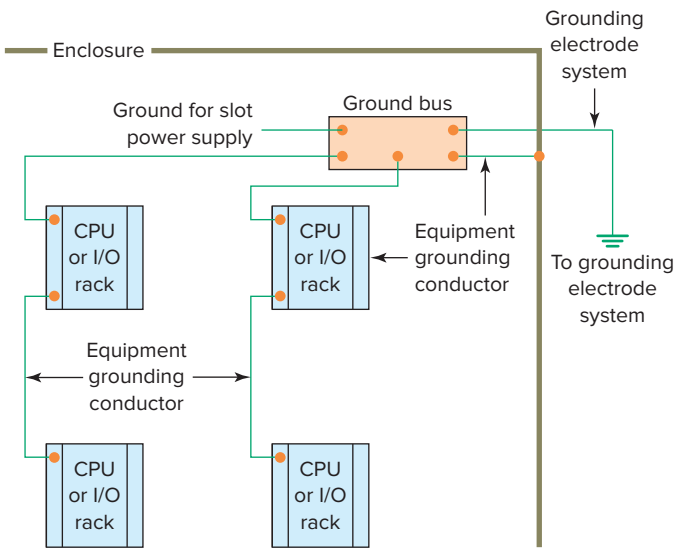 Grounding
electrode
system
Enclosure
Ground for slot
power supply
Ground bus
CPU
or I/O
rack
CPU
or I/O
rack
Equipment
grounding
conductor
To grounding
electrode
system
Equipment
grounding
conductor
CPU
or I/O
rack
CPU
or I/O
rack